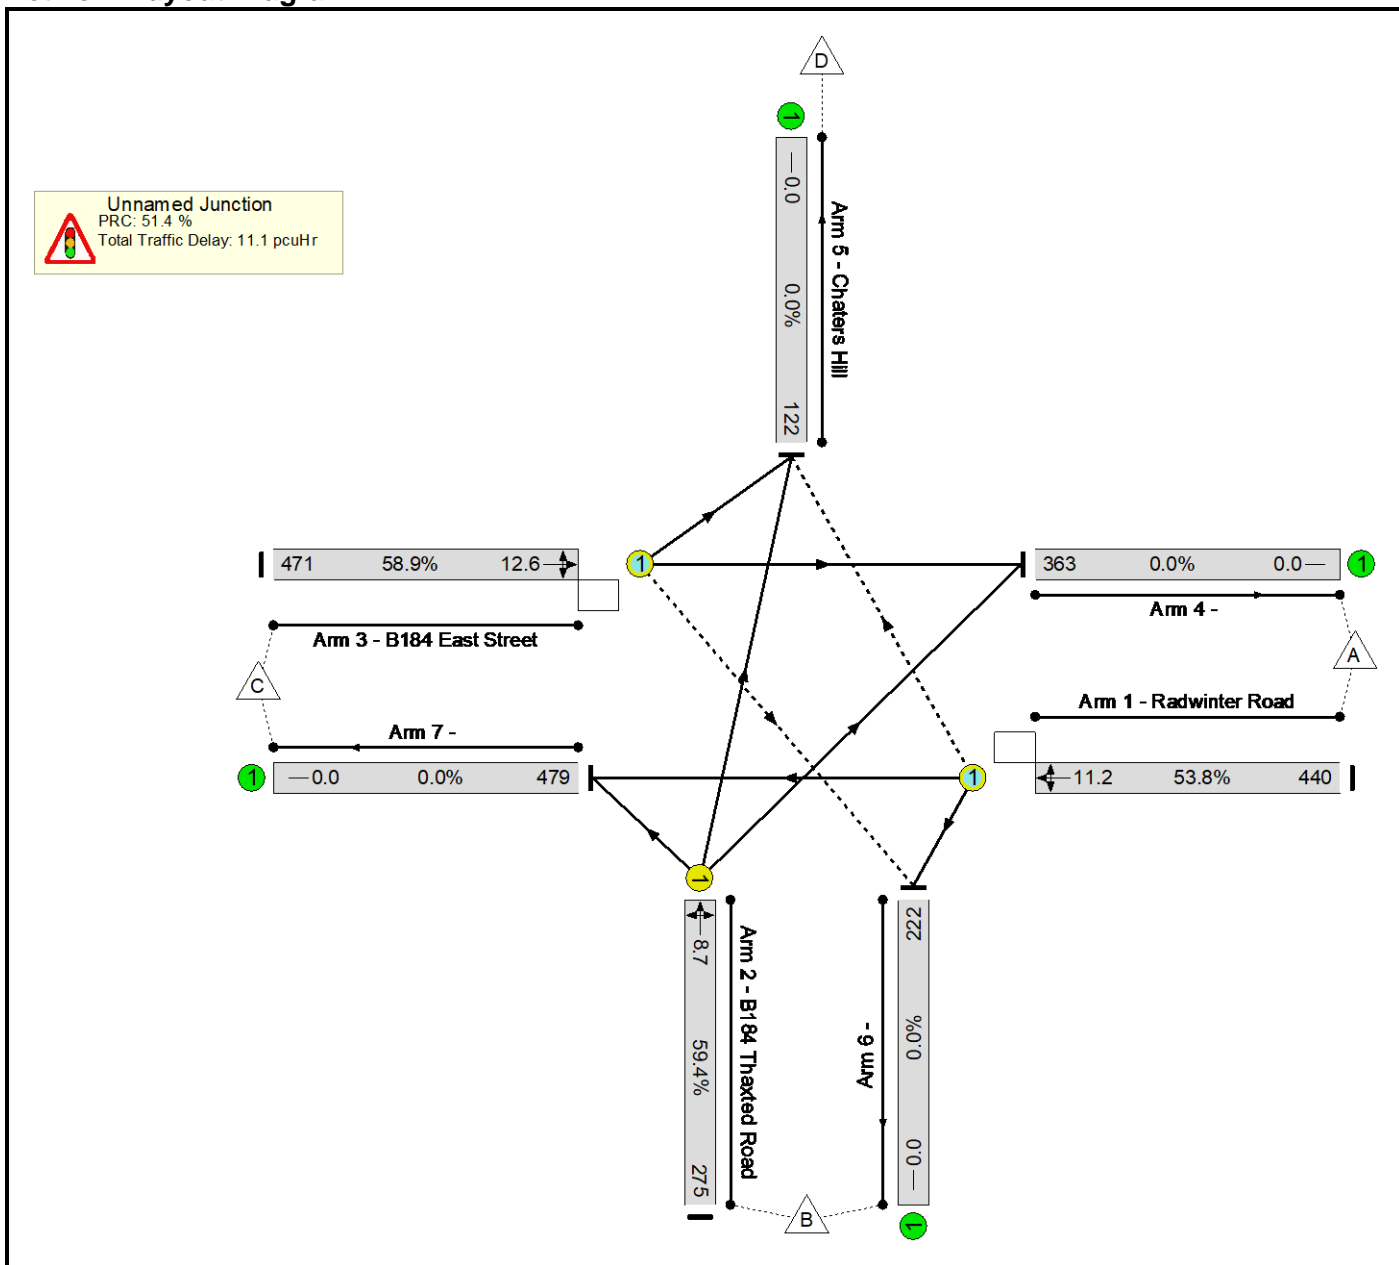 D
1
0.0
0.0%
122
Arm 5 - Chaters Hill
Unnamed Junction
PRC: 51.4 %
Total Traffic Delay: 11.1 pcuHr
471 58.9% 12.6
1
Arm 3 - B184 East Street
363 0.0% 0.0
1
Arm 4 -
C
A
Arm 7 -
Arm 1 - Radwinter Road
1
0.0 0.0% 479
1
11.2 53.8% 440
1
8.7
59.4%
275
Arm 2 - B184 Thaxted Road
Arm 6 -
222
0.0%
0.0
B
1